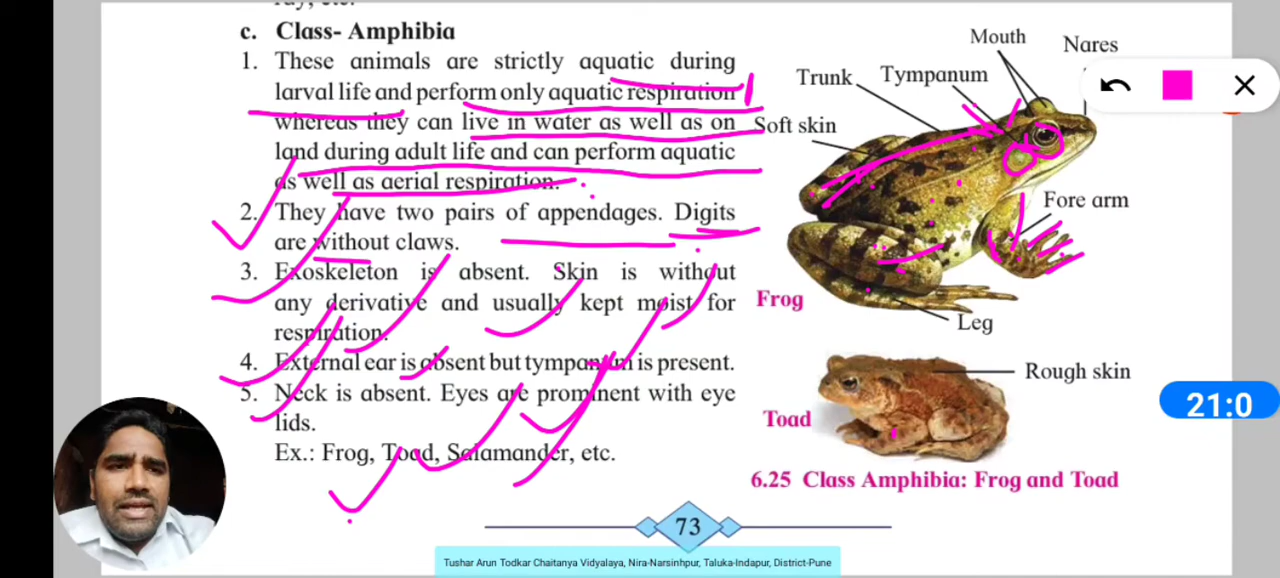 c. Class- Amphibia
1. These animals are strictly aquatic during
larval life and perform only aquatic respiration
whereas they can live in water as well as on
land during adult life and can perform aquatic
as well as aerial respiration.
2. They have two pairs of appendages. Digits
are without claws.
3. Exoskeleton is absent. Skin is without
any derivative and usually kept moist for
respiration.
4. External ear is absent but tympanum is present.
5. Neck is absent. Eyes are prominent with eye
lids.
Ex.: Frog, Toad, Salamander, etc.
Mouth
Nares
Trunk
Tympanum
Soft skin
Fore arm
Frog
Leg
Rough skin
Toad
6.25 Class Amphibia: Frog and Toad
21:0
73
Tushar Arun Todkar Chaitanya Vidyalaya, Nira-Narsinhpur, Taluka-Indapur, District-Pune